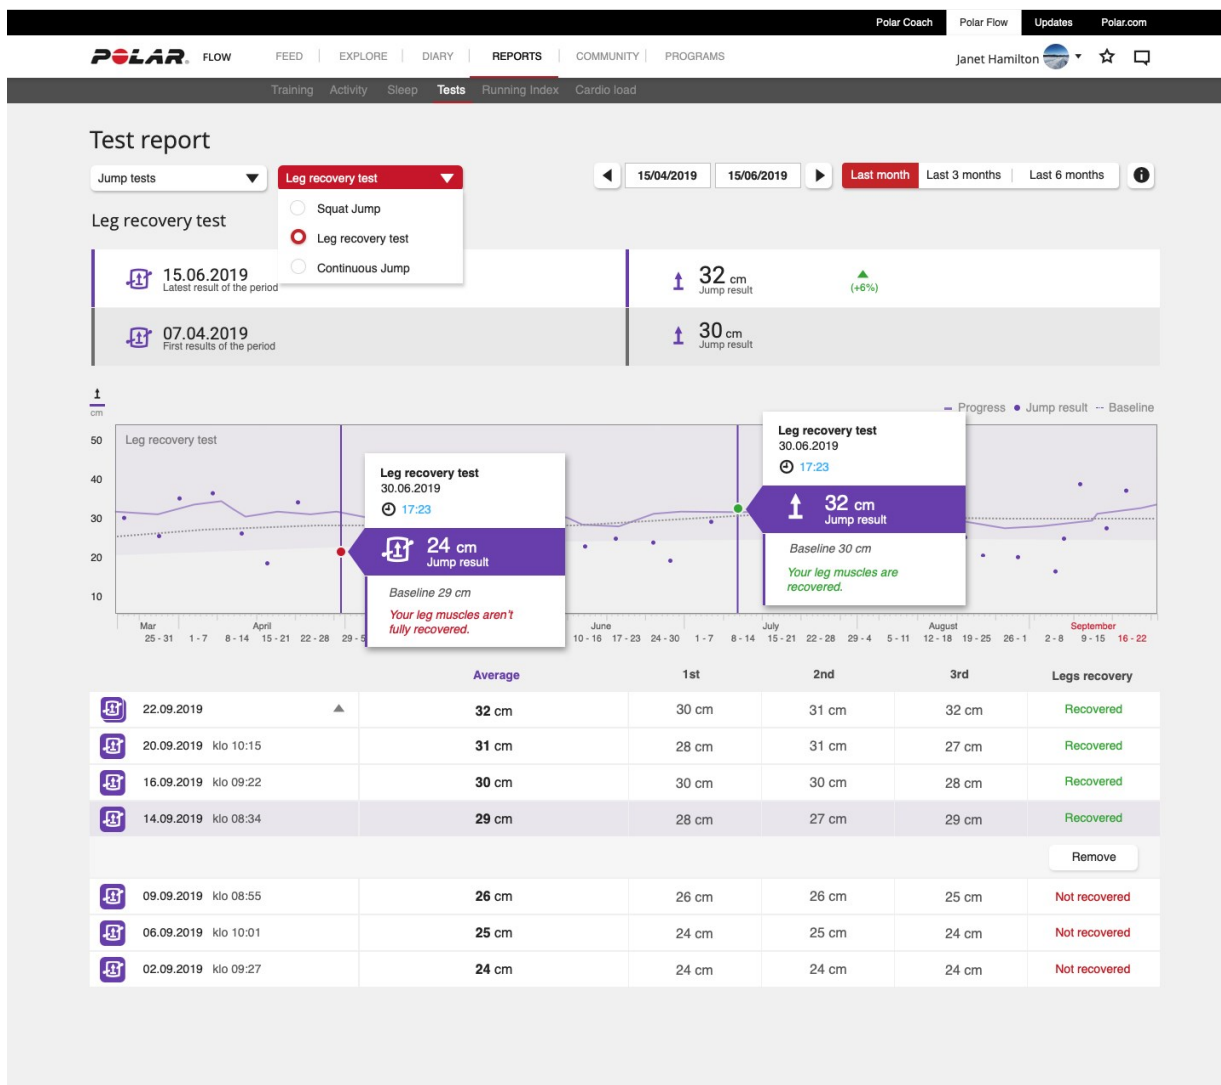 Polar Coach Polar Flow Updates Polar.com
POLAR. FLOW FEED EXPLORE DIARY REPORTS COMMUNITY PROGRAMS Janet Hamilton
Training Activity Sleep Tests Running Index Cardio load
Test report
Jump tests Leg recovery test 15/04/2019 15/06/2019 Last month Last 3 months Last 6 months i
Squat Jump
Leg recovery test
Leg recovery test
Continuous Jump
15.06.2019
Latest result of the period
32 cm
Jump result
(+6%)
07.04.2019
First results of the period
30 cm
Jump result
cm
Progress Jump result Baseline
50
40
30
20
10
Leg recovery test
Leg recovery test
30.06.2019
17:23
24 cm
Jump result
Baseline 29 cm
Your leg muscles aren't
fully recovered.
Leg recovery test
30.06.2019
17:23
32 cm
Jump result
Baseline 30 cm
Your leg muscles are
recovered.
Mar April June July August September
25 - 31 1 - 7 8 - 14 15 - 21 22 - 28 29 - 5 10 - 16 17 - 23 24 - 30 1 - 7 8 - 14 15 - 21 22 - 28 29 - 4 5 - 11 12 - 18 19 - 25 26 - 1 2 - 8 9 - 15 16 - 22
Average 1st 2nd 3rd Legs recovery
22.09.2019 32 cm 30 cm 31 cm 32 cm Recovered
20.09.2019 klo 10:15 31 cm 28 cm 31 cm 27 cm Recovered
16.09.2019 klo 09:22 30 cm 30 cm 30 cm 28 cm Recovered
14.09.2019 klo 08:34 29 cm 28 cm 27 cm 29 cm Recovered
Remove
09.09.2019 klo 08:55 26 cm 26 cm 26 cm 25 cm Not recovered
06.09.2019 klo 10:01 25 cm 24 cm 25 cm 24 cm Not recovered
02.09.2019 klo 09:27 24 cm 24 cm 24 cm 24 cm Not recovered